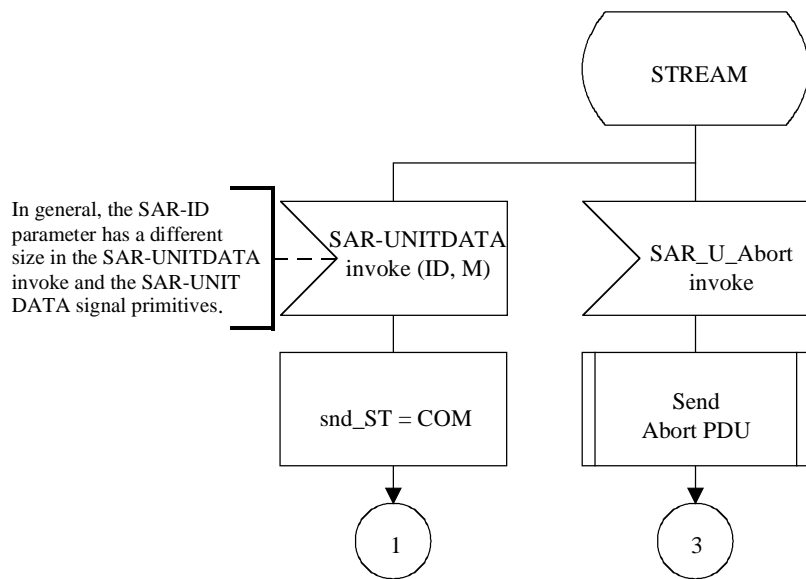 STREAM
In general, the SAR-ID
parameter has a different
size in the SAR-UNITDATA
invoke and the SAR-UNIT
DATA signal primitives.
SAR-UNITDATA
invoke (ID, M)
SAR_U_Abort
invoke
snd_ST = COM
Send
Abort PDU
1
3